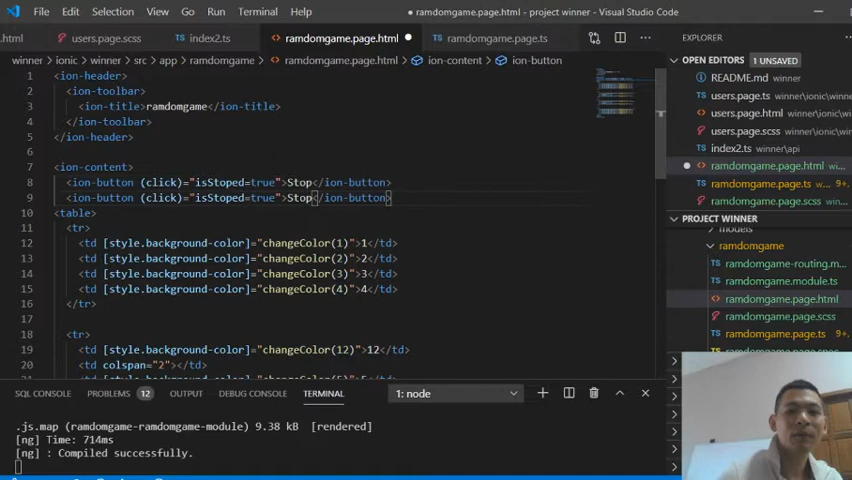 File Edit Selection View Go Run Terminal Help ramdomgame.page.html - project winner - Visual Studio Code
.html users.page.scss index2.ts ramdomgame.page.html ramdomgame.page.ts
winner > ionic > winner > src > app > ramdomgame > ramdomgame.page.html > ion-content > ion-button
1 <ion-header>
2 <ion-toolbar>
3 <ion-title>ramdomgame</ion-title>
4 </ion-toolbar>
5 </ion-header>
6
7 <ion-content>
8 <ion-button (click)="isStoped=true">Stop</ion-button>
9 <ion-button (click)="isStoped=true">Stop</ion-button>
10 <table>
11 <tr>
12 <td [style.background-color]="changeColor(1)">1</td>
13 <td [style.background-color]="changeColor(2)">2</td>
14 <td [style.background-color]="changeColor(3)">3</td>
15 <td [style.background-color]="changeColor(4)">4</td>
16 </tr>
17
18 <tr>
19 <td [style.background-color]="changeColor(12)">12</td>
20 <td colspan="2"></td>
21
SQL CONSOLE PROBLEMS 12 OUTPUT DEBUG CONSOLE TERMINAL 1: node
.js.map (ramdomgame-ramdomgame-module) 9.38 kB [rendered]
[ng] Time: 714ms
[ng] : Compiled successfully.
EXPLORER
OPEN EDITORS 1 UNSAVED
README.md winner
users.page.ts winner\ionic\winn...
users.page.html winner\ionic\wi...
users.page.scss winner\ionic\wi...
index2.ts winner\api
ramdomgame.page.html win...
ramdomgame.page.ts w... 9+,
ramdomgame.page.scss winner\i...
PROJECT WINNER
models
ramdomgame
ramdomgame-routing.m...
ramdomgame.module.ts
ramdomgame.page.html
ramdomgame.page.scss
ramdomgame.page.ts 9+